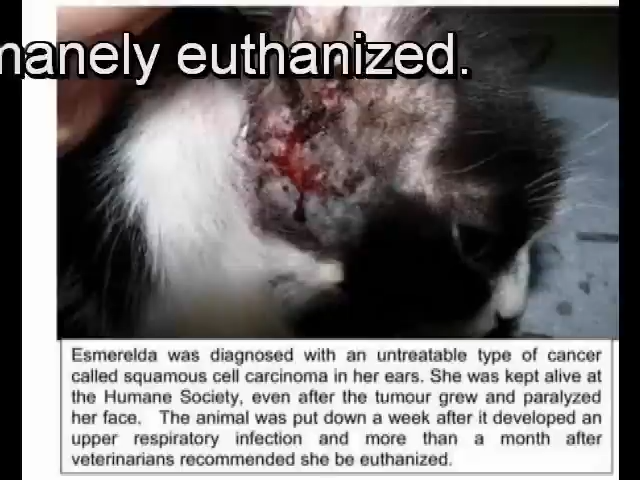 manely euthanized.
Esmerelda was diagnosed with an untreatable type of cancer
called squamous cell carcinoma in her ears. She was kept alive at
the Humane Society, even after the tumour grew and paralyzed
her face. The animal was put down a week after it developed an
upper respiratory infection and more than a month after
veterinarians recommended she be euthanized.